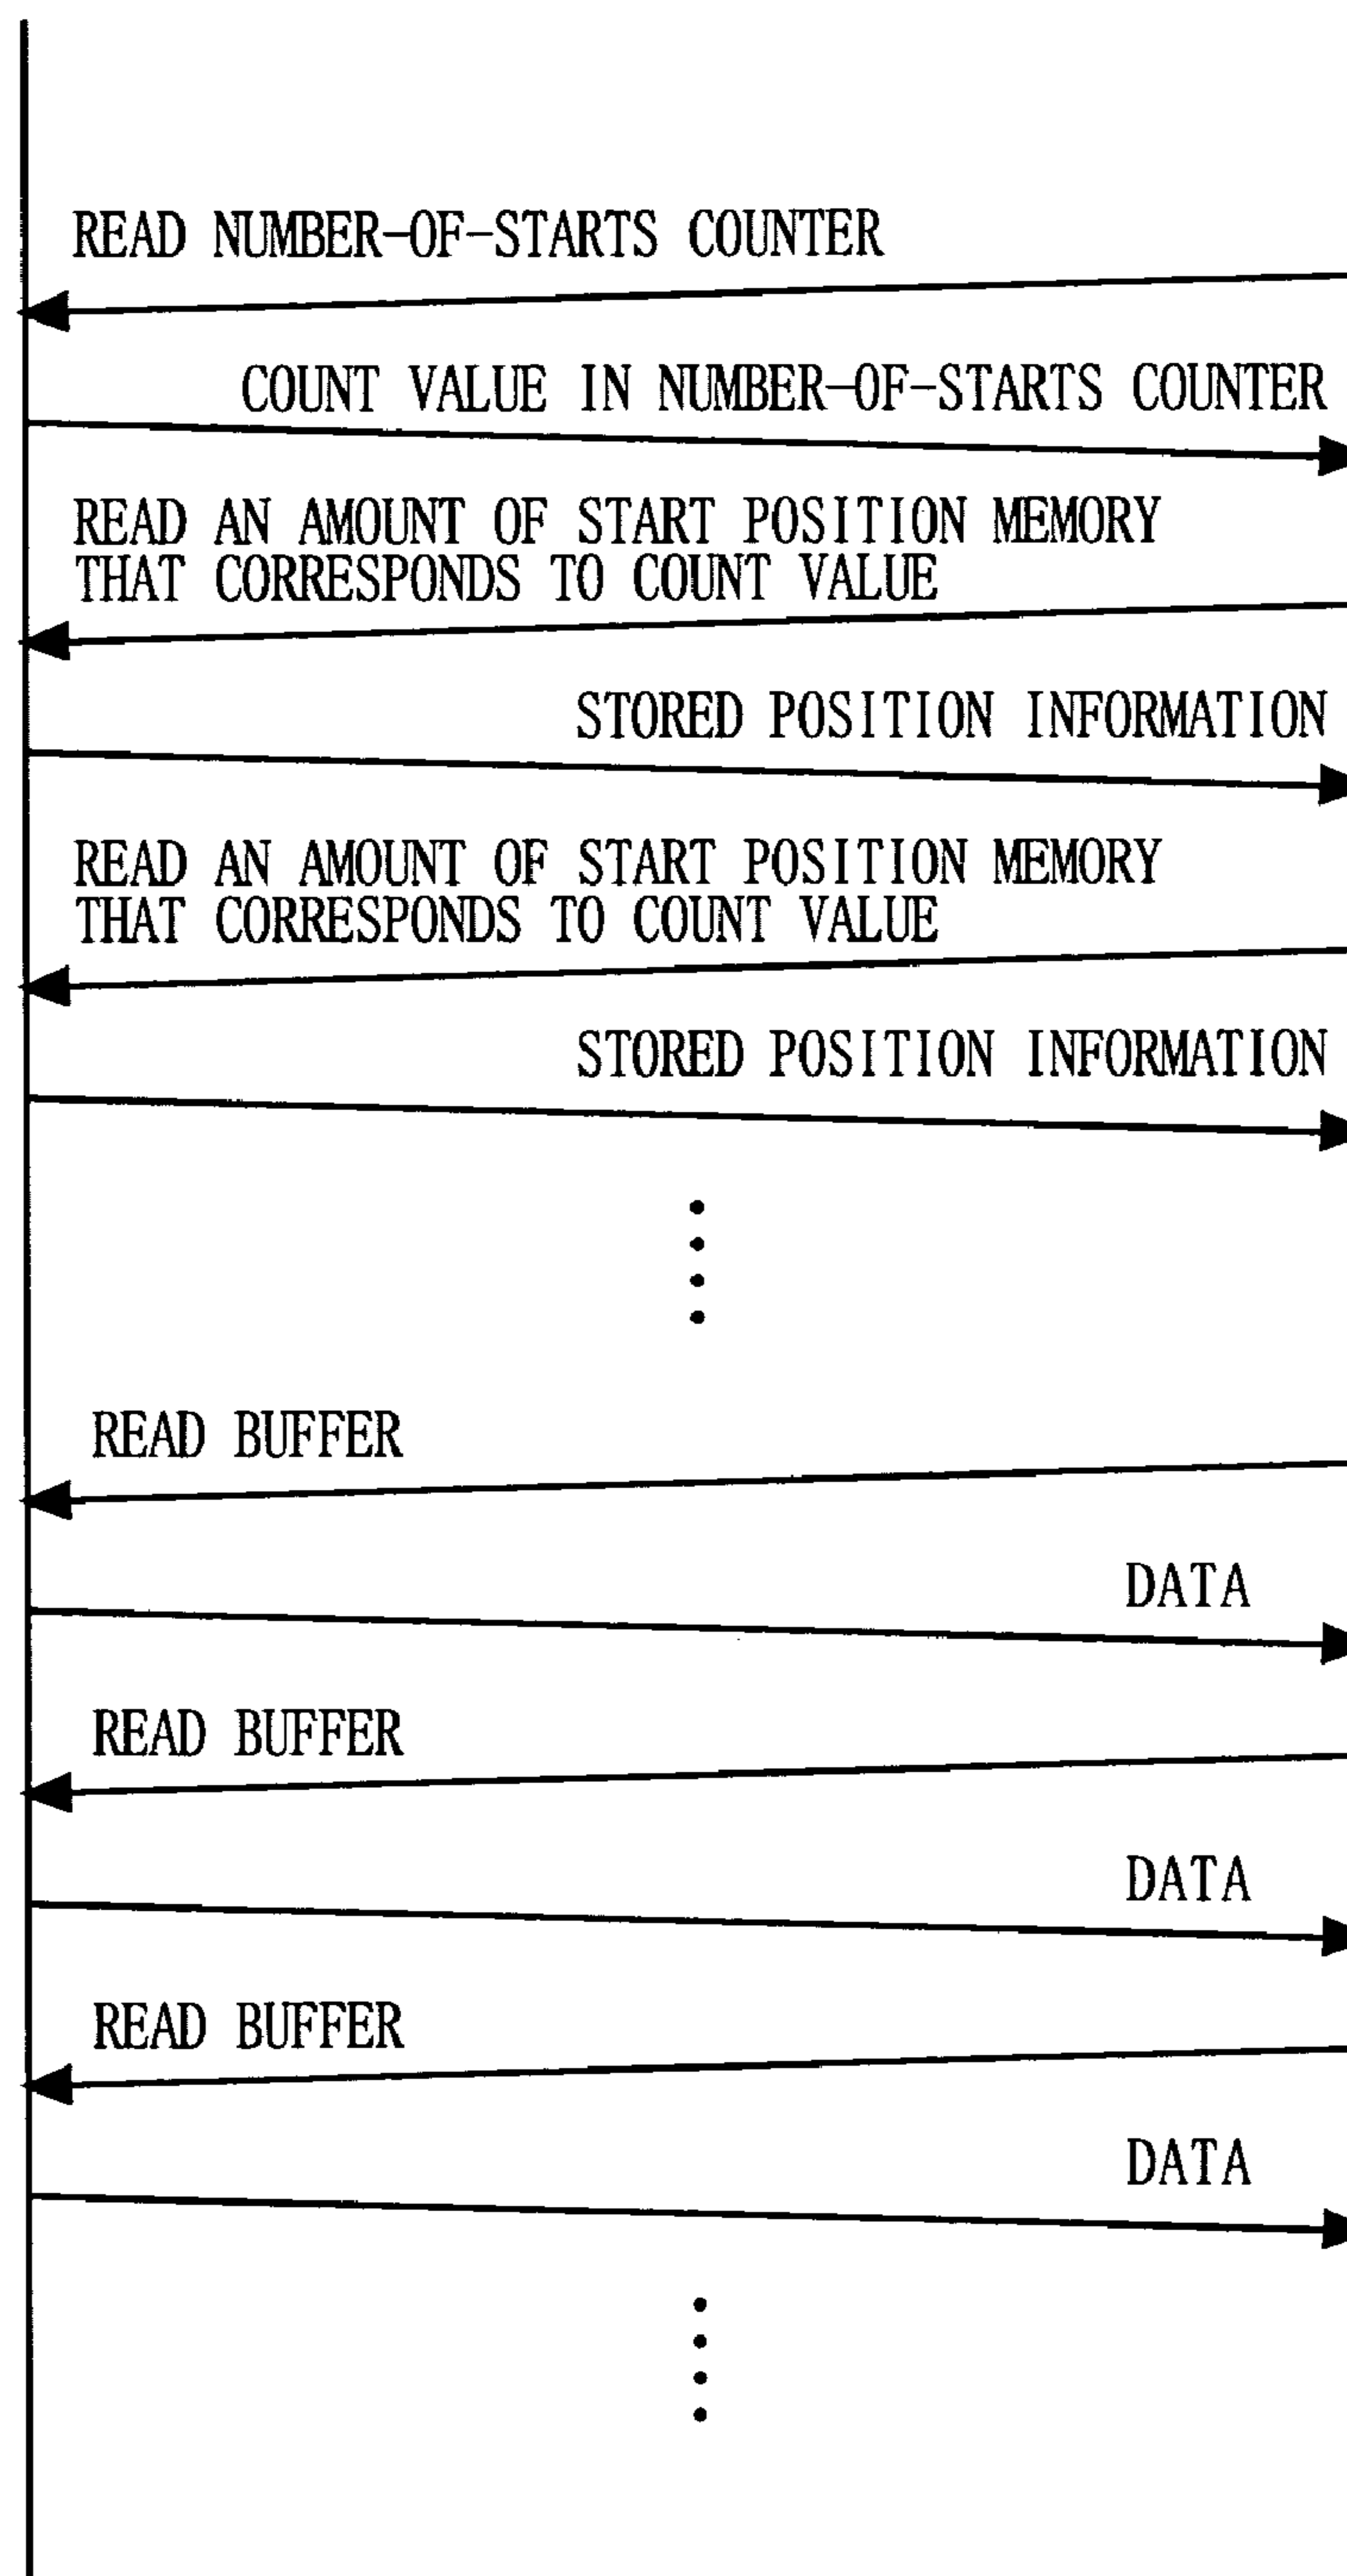 READ NUMBER-OF-STARTS COUNTER
COUNT VALUE IN NUMBER-OF-STARTS COUNTER
READ AN AMOUNT OF START POSITION MEMORY
THAT CORRESPONDS TO COUNT VALUE
STORED POSITION INFORMATION
READ AN AMOUNT OF START POSITION MEMORY
THAT CORRESPONDS TO COUNT VALUE
STORED POSITION INFORMATION
READ BUFFER
DATA
READ BUFFER
DATA
READ BUFFER
DATA